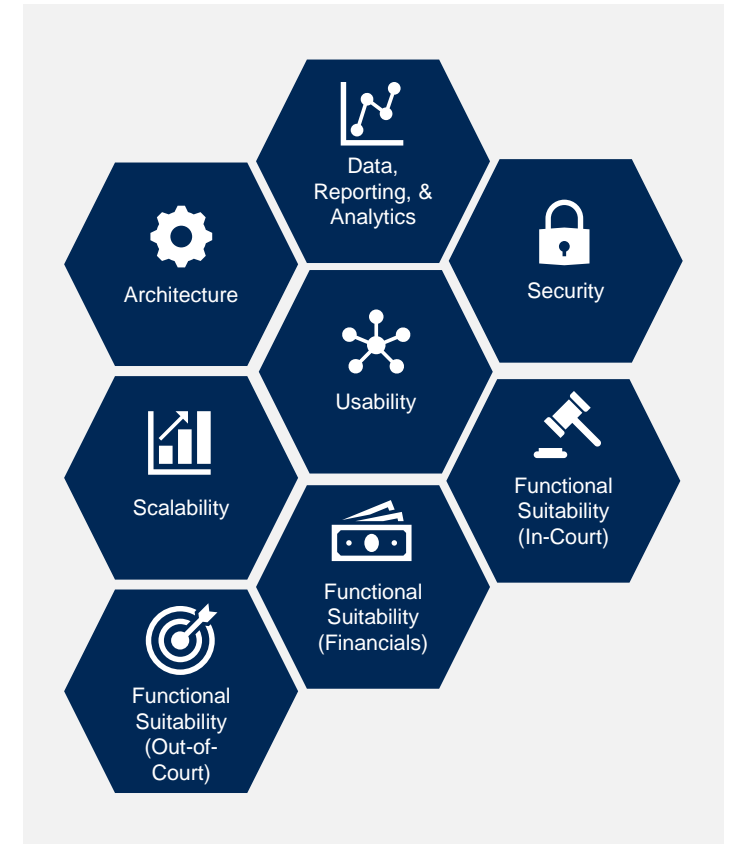 Data,
Reporting, &
Analytics
Architecture
Security
Usability
Scalability
Functional
Suitability
(In-Court)
Functional
Suitability
(Financials)
Functional
Suitability
(Out-of-
Court)